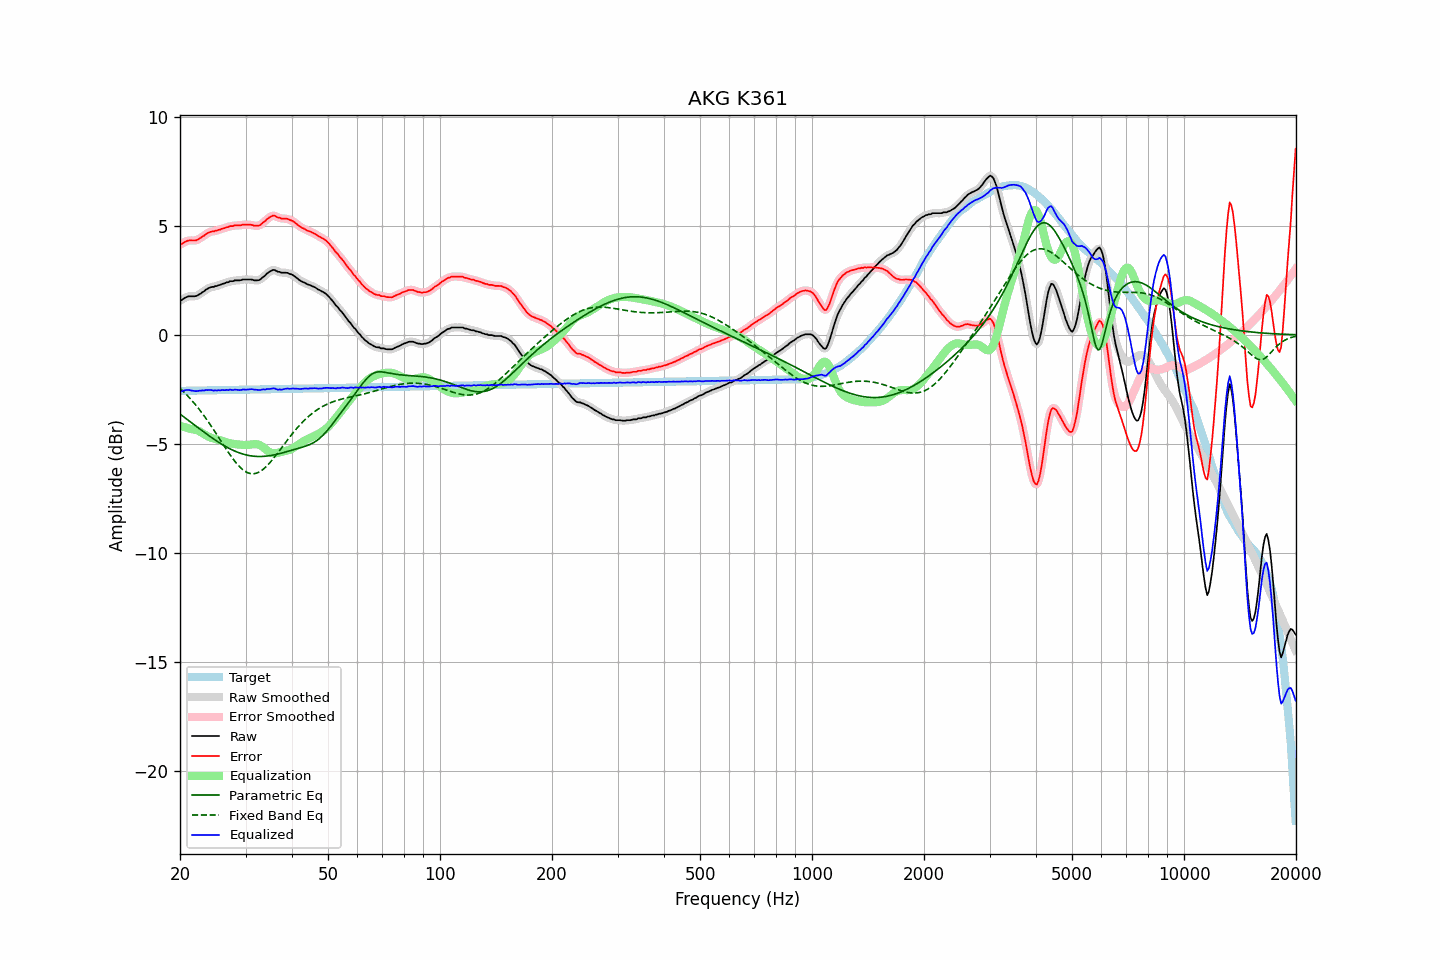 AKG K361
10
5
0
−5
−10
−15
−20
Amplitude (dBr)
Target
Raw Smoothed
Error Smoothed
Raw
Error
Equalization
Parametric Eq
Fixed Band Eq
Equalized
20 50 100 200 500 1000 2000 5000 10000 20000
Frequency (Hz)